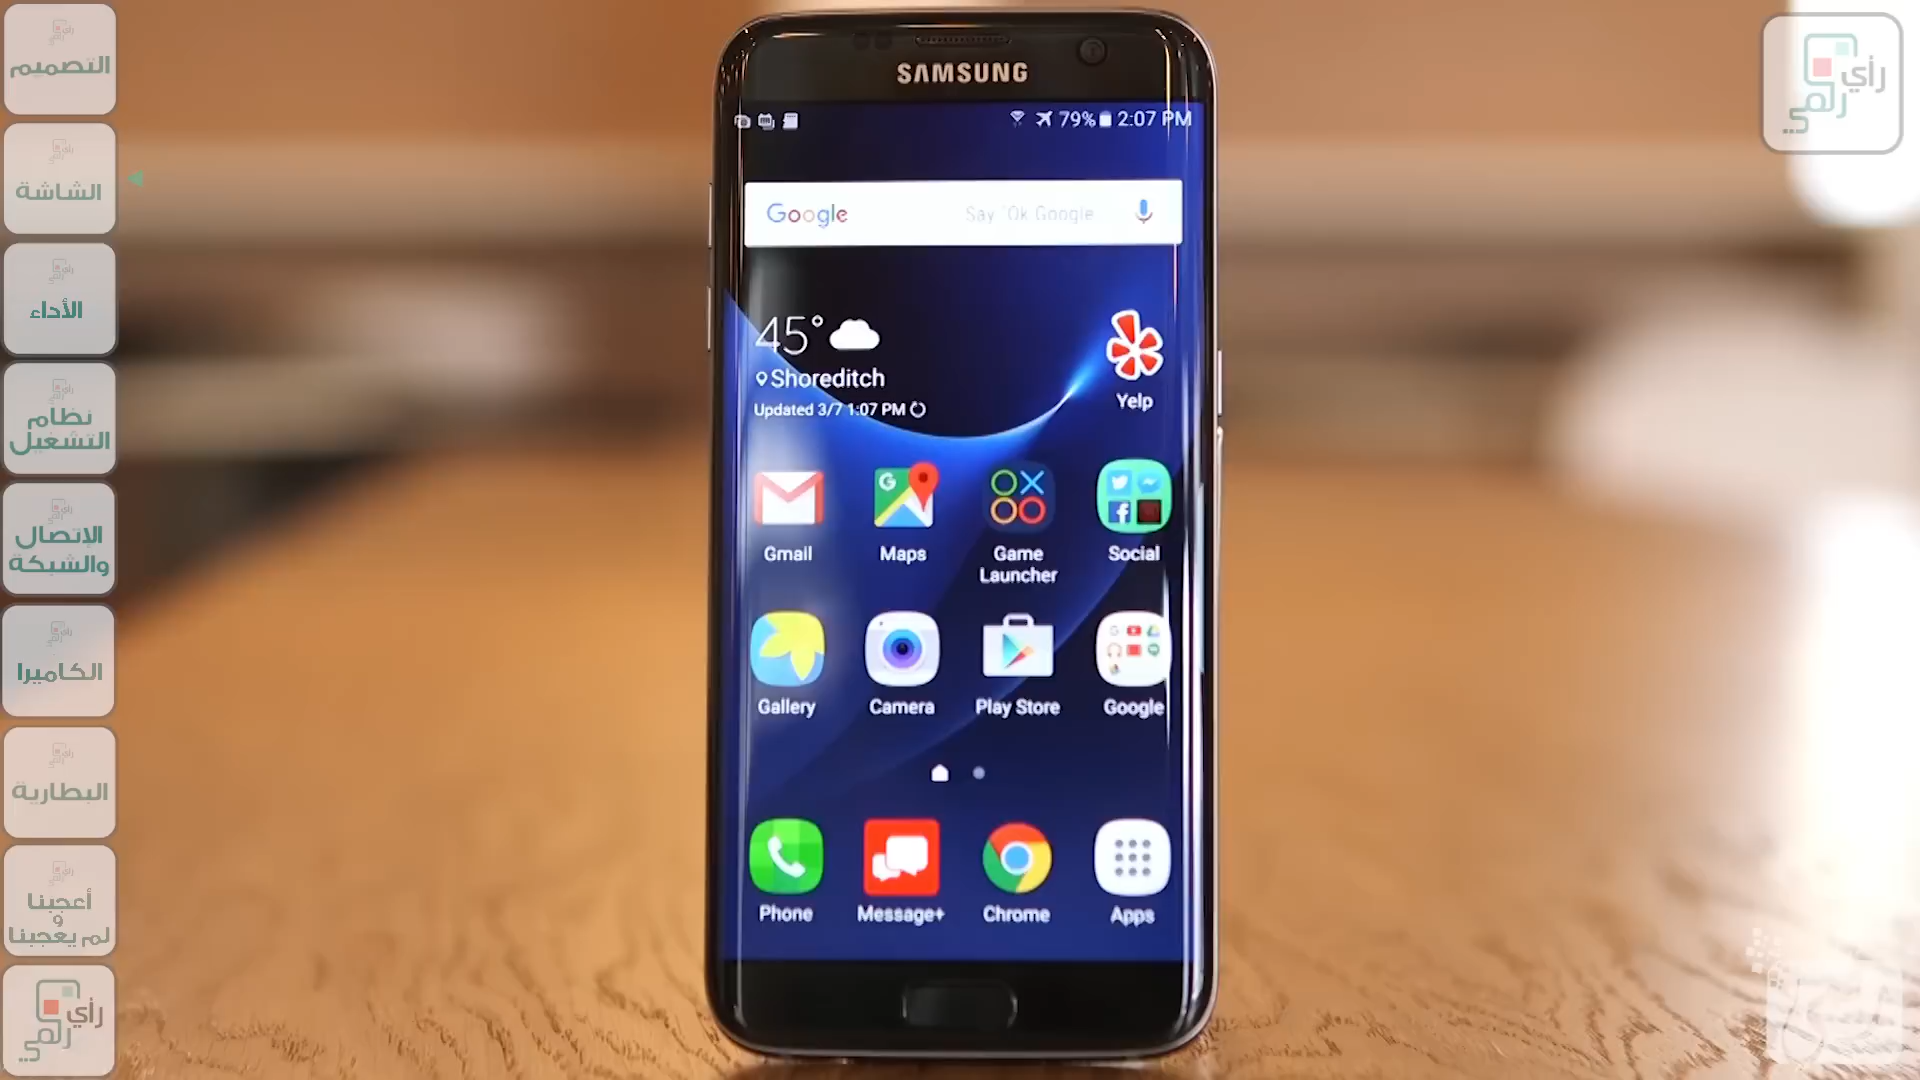 التصميم
الشاشة
الأداء
نظام
التشغيل
الإتصال
والشبكة
الكاميرا
البطارية
أعجبنا
و
لم يعجبنا
رأي
رقمي
رأي
رقمي
SAMSUNG
79% 2:07 PM
Google Say "Ok Google
45°
Shoreditch
Updated 3/7 1:07 PM
Yelp
Gmail Maps Game Launcher Social
Gallery Camera Play Store Google
Phone Message+ Chrome Apps